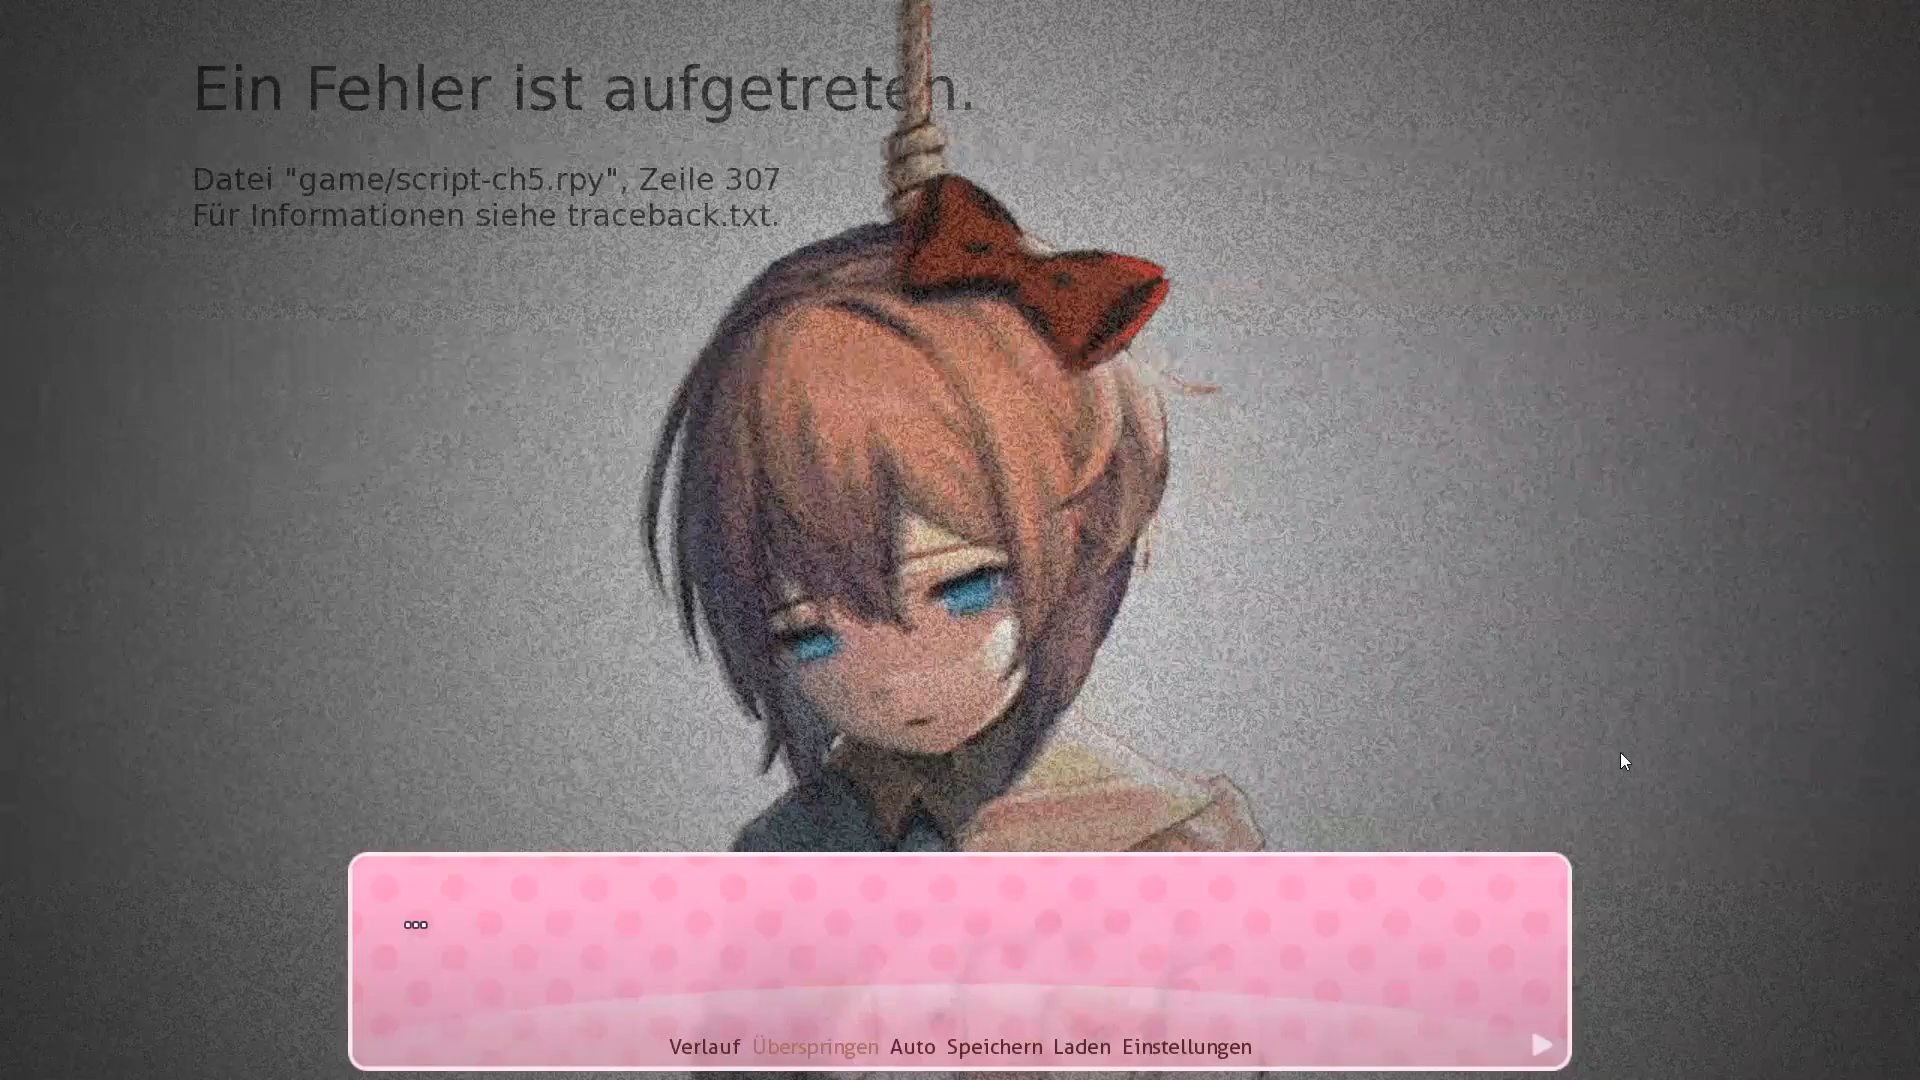 Ein Fehler ist aufgetreten.
Datei "game/script-ch5.rpy", Zeile 307
Für Informationen siehe traceback.txt.
...
Verlauf Überspringen Auto Speichern Laden Einstellungen